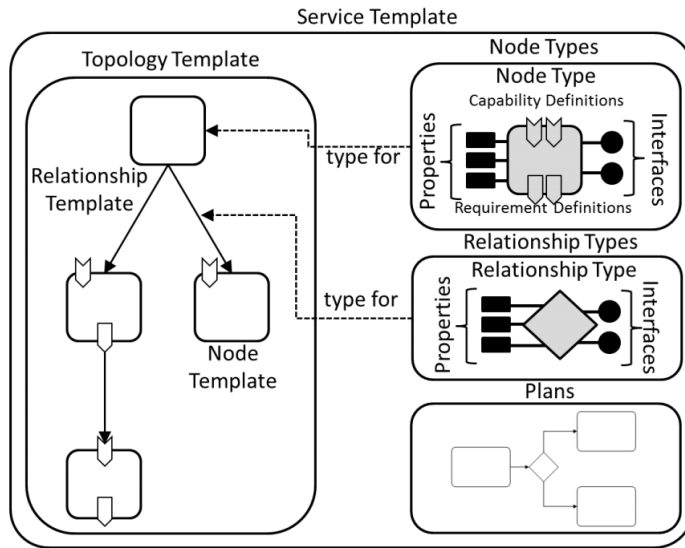 Service Template
Topology Template
Relationship
Template
Node
Template
type for
type for
Node Types
Node Type
Capability Definitions
Properties
Interfaces
Requirement Definitions
Relationship Types
Relationship Type
Properties
Interfaces
Plans